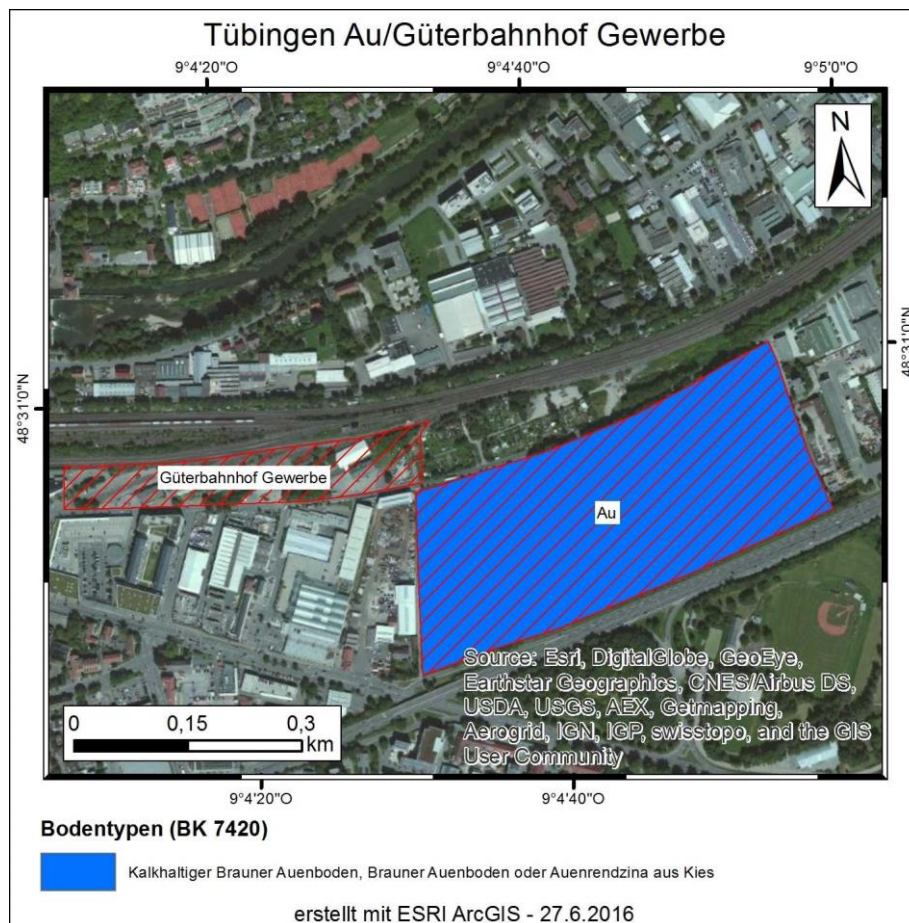 Tübingen Au/Güterbahnhof Gewerbe
9°4'20"O
9°4'40"O
9°5'0"O
N
48°31'0"N
48°31'0"N
Güterbahnhof Gewerbe
Au
Source: Esri, DigitalGlobe, GeoEye,
Earthstar Geographics, CNES/Airbus DS,
USDA, USGS, AEX, Getmapping,
Aerogrid, IGN, IGP, swisstopo, and the GIS
User Community
0 0,15 0,3
km
9°4'20"O
9°4'40"O
Bodentypen (BK 7420)
Kalkhaltiger Brauner Auenboden, Brauner Auenboden oder Auenrendzina aus Kies
erstellt mit ESRI ArcGIS - 27.6.2016